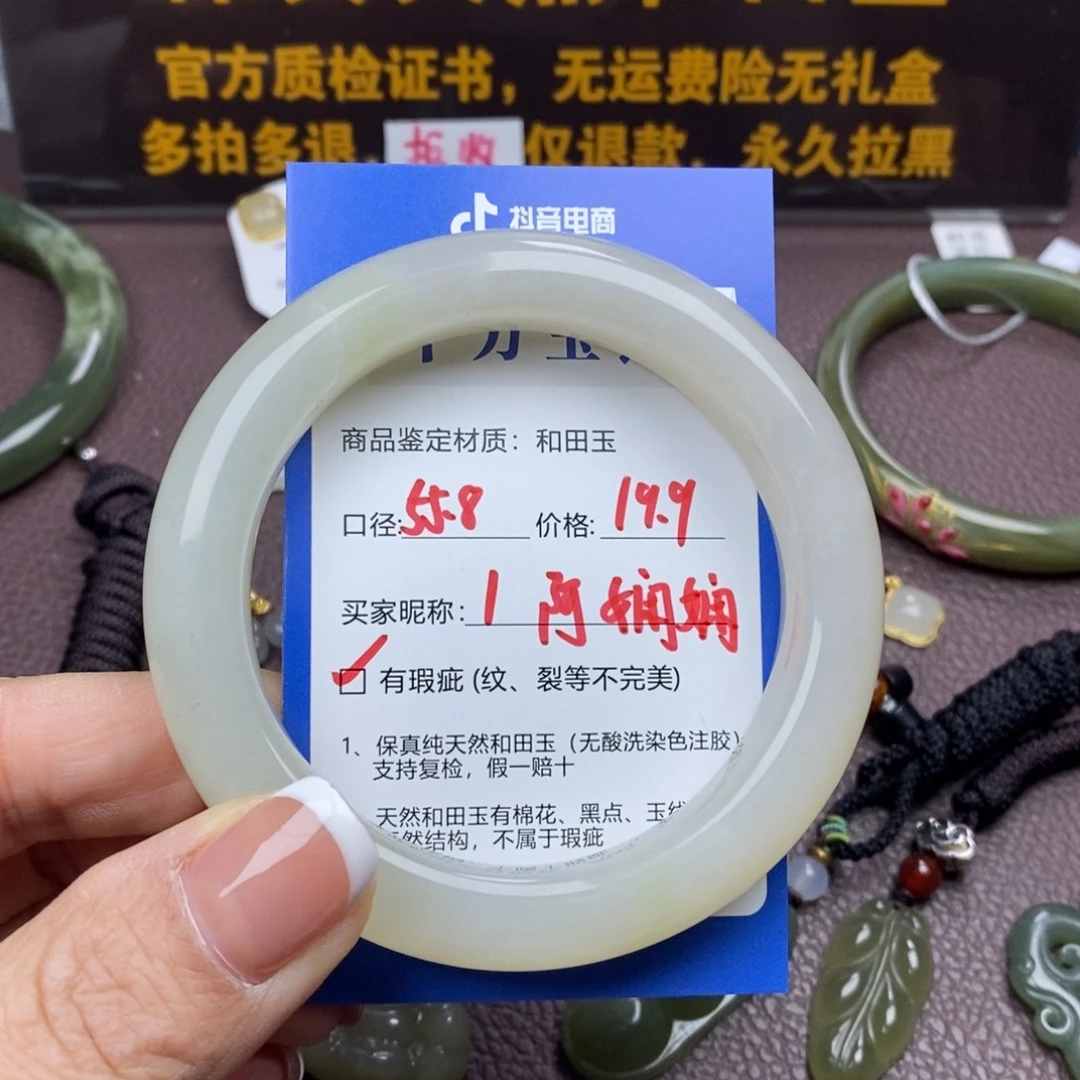 官方质检证书，无运费险无礼盒
多拍多退、拒收仅退款、永久拉黑
抖音电商
商品鉴定材质：和田玉
口径:55.8 价格:19.9
买家昵称:1阿娴娴
有瑕疵 (纹、裂等不完美)
1、保真纯天然和田玉（无酸洗染色注胶）
支持复检，假一赔十
天然和田玉有棉花、黑点、玉线
然结构，不属于瑕疵